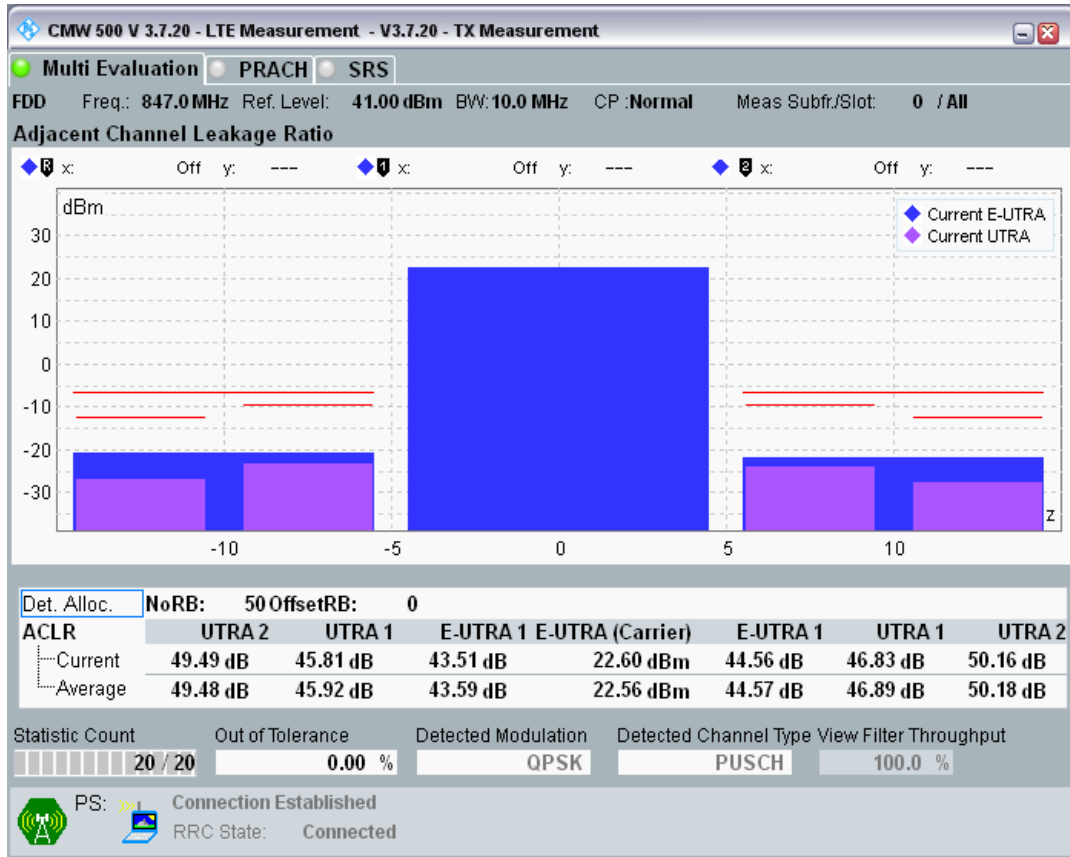 CMW 500 V 3.7.20 - LTE Measurement - V3.7.20 - TX Measurement
Multi Evaluation PRACH SRS
FDD Freq.: 847.0 MHz Ref. Level: 41.00 dBm BW: 10.0 MHz CP :Normal Meas Subfr./Slot: 0 / All
Adjacent Channel Leakage Ratio
R x: Off y: --- 1 x: Off y: --- 2 x: Off y: ---
dBm
Current E-UTRA
Current UTRA
30
20
10
0
-10
-20
-30
z
-10 -5 0 5 10
Det. Alloc. NoRB: 50 OffsetRB: 0
ACLR UTRA 2 UTRA 1 E-UTRA 1 E-UTRA (Carrier) E-UTRA 1 UTRA 1 UTRA 2
Current 49.49 dB 45.81 dB 43.51 dB 22.60 dBm 44.56 dB 46.83 dB 50.16 dB
Average 49.48 dB 45.92 dB 43.59 dB 22.56 dBm 44.57 dB 46.89 dB 50.18 dB
Statistic Count Out of Tolerance Detected Modulation Detected Channel Type View Filter Throughput
20 / 20 0.00 % QPSK PUSCH 100.0 %
PS: Connection Established
RRC State: Connected